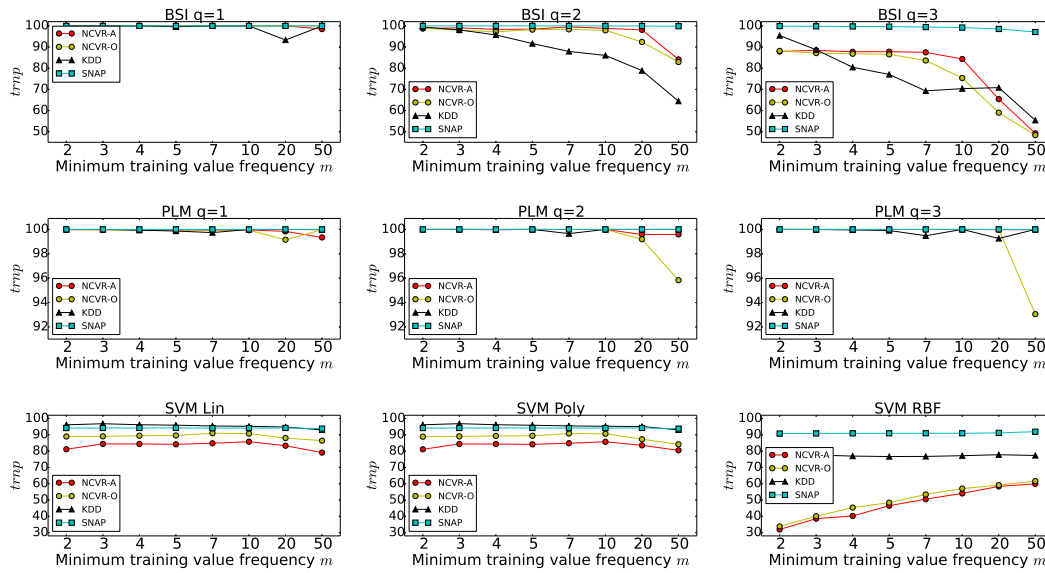 BSI q=1
100
90
80
70
60
50
trnp
NCVR-A
NCVR-O
KDD
SNAP
2 3 4 5 7 10 20 50
Minimum training value frequency m
BSI q=2
100
90
80
70
60
50
trnp
NCVR-A
NCVR-O
KDD
SNAP
2 3 4 5 7 10 20 50
Minimum training value frequency m
BSI q=3
100
90
80
70
60
50
trnp
NCVR-A
NCVR-O
KDD
SNAP
2 3 4 5 7 10 20 50
Minimum training value frequency m
PLM q=1
100
98
96
94
92
trnp
NCVR-A
NCVR-O
KDD
SNAP
2 3 4 5 7 10 20 50
Minimum training value frequency m
PLM q=2
100
98
96
94
92
trnp
NCVR-A
NCVR-O
KDD
SNAP
2 3 4 5 7 10 20 50
Minimum training value frequency m
PLM q=3
100
98
96
94
92
trnp
NCVR-A
NCVR-O
KDD
SNAP
2 3 4 5 7 10 20 50
Minimum training value frequency m
SVM Lin
100
90
80
70
60
50
40
30
trnp
NCVR-A
NCVR-O
KDD
SNAP
2 3 4 5 7 10 20 50
Minimum training value frequency m
SVM Poly
100
90
80
70
60
50
40
30
trnp
NCVR-A
NCVR-O
KDD
SNAP
2 3 4 5 7 10 20 50
Minimum training value frequency m
SVM RBF
100
90
80
70
60
50
40
30
trnp
NCVR-A
NCVR-O
KDD
SNAP
2 3 4 5 7 10 20 50
Minimum training value frequency m